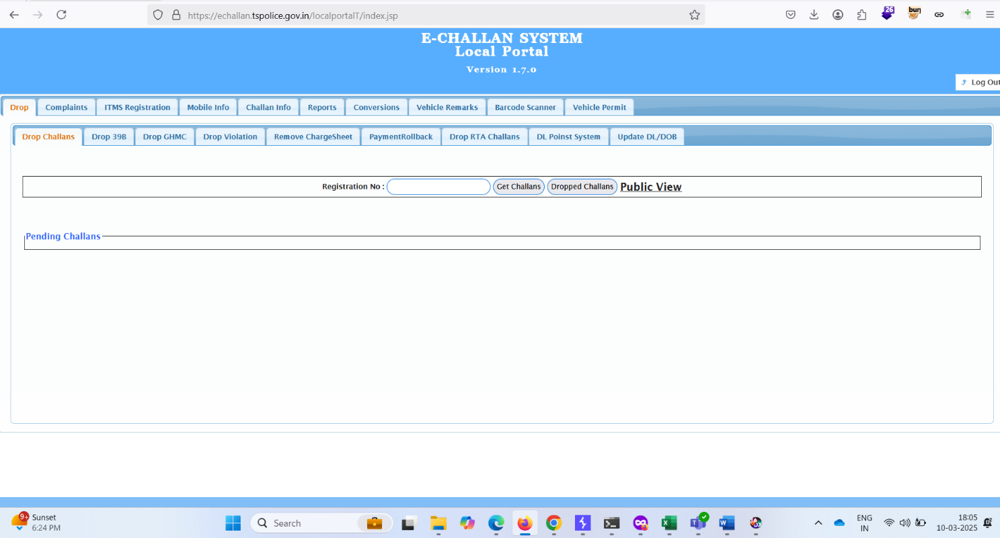 https://echallan.tspolice.gov.in/localportalT/index.jsp
26
burp
E-CHALLAN SYSTEM
Local Portal
Version 1.7.0
Log Out
Drop Complaints ITMS Registration Mobile Info Challan Info Reports Conversions Vehicle Remarks Barcode Scanner Vehicle Permit
Drop Challans Drop 39B Drop GHMC Drop Violation Remove ChargeSheet PaymentRollback Drop RTA Challans DL Poinst System Update DL/DOB
Registration No : Get Challans Dropped Challans Public View
Pending Challans
9+ Sunset
6:24 PM
Search
ENG
IN
18:05
10-03-2025